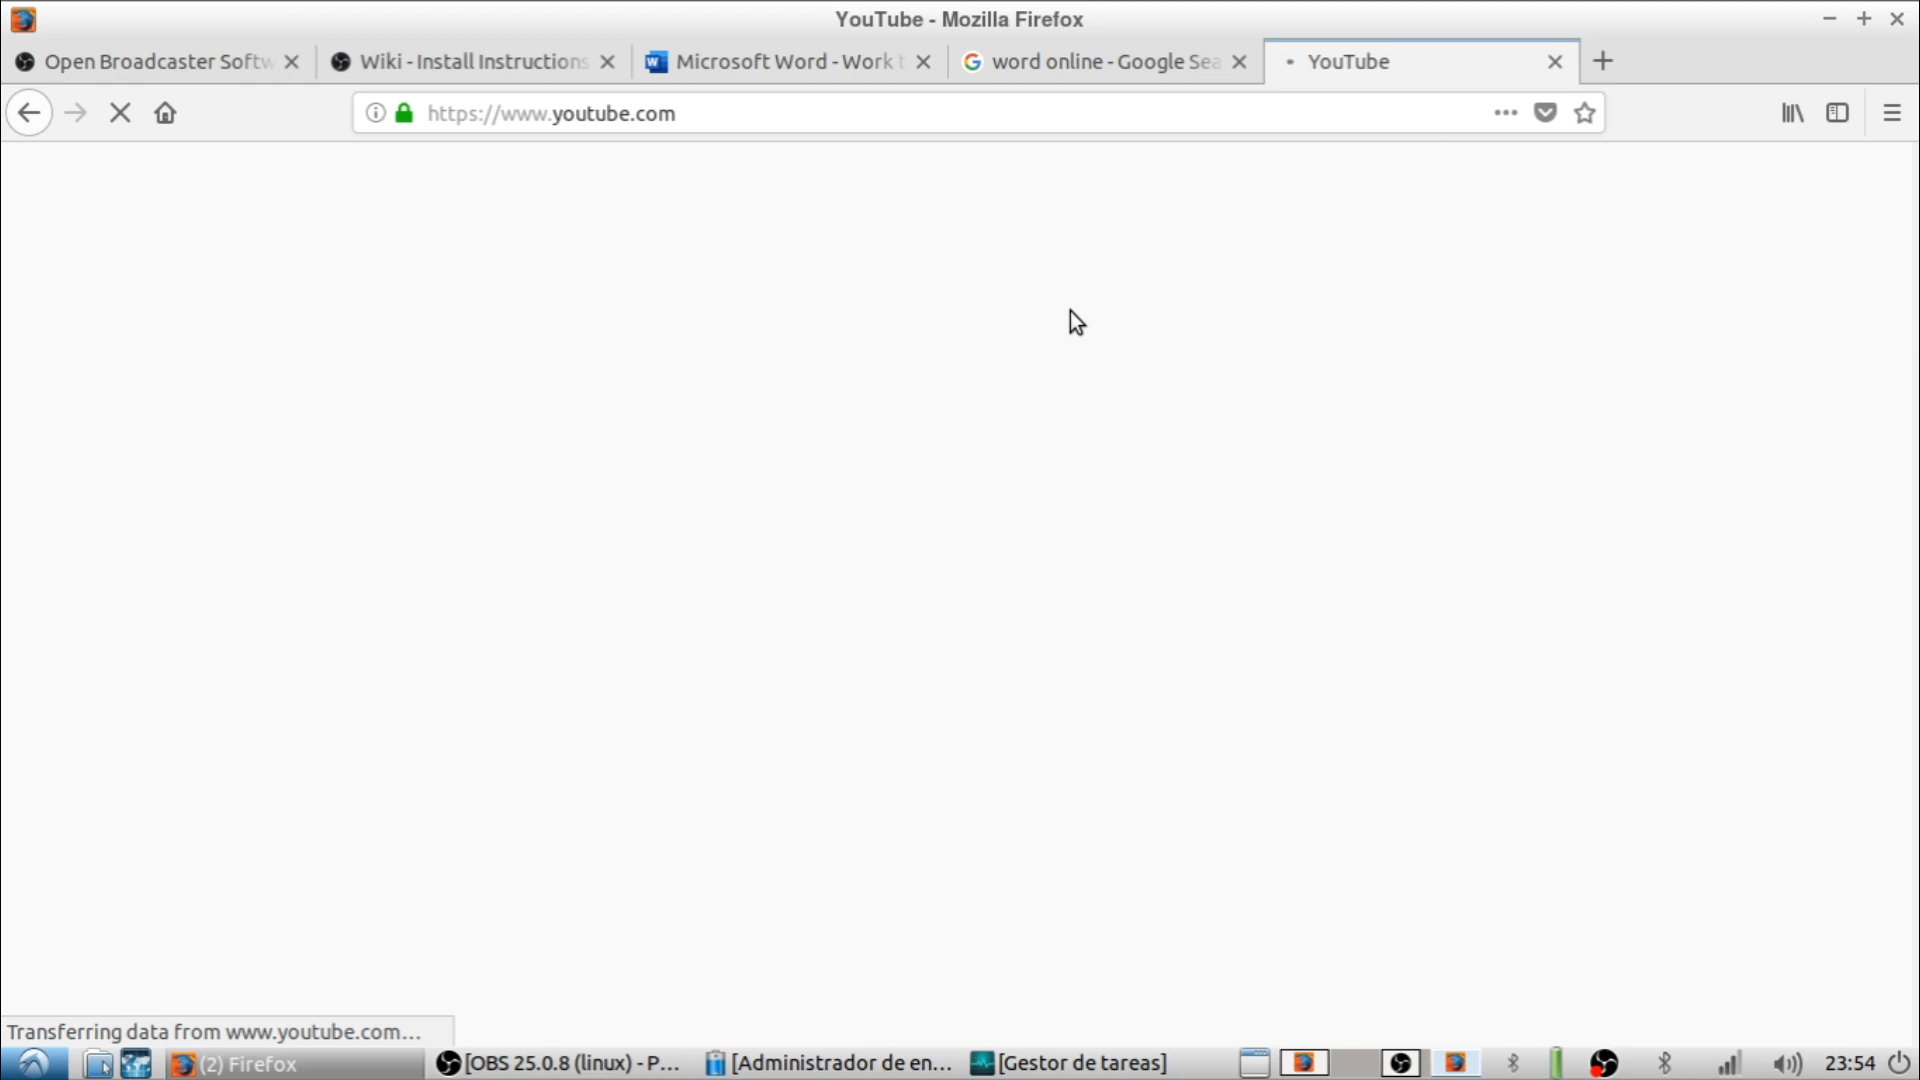 YouTube - Mozilla Firefox
Open Broadcaster Softw
Wiki - Install Instructions
Microsoft Word - Work t
word online - Google Sea
YouTube
https://www.youtube.com
Transferring data from www.youtube.com...
(2) Firefox
[OBS 25.0.8 (linux) - P...
[Administrador de en...
[Gestor de tareas]
23:54